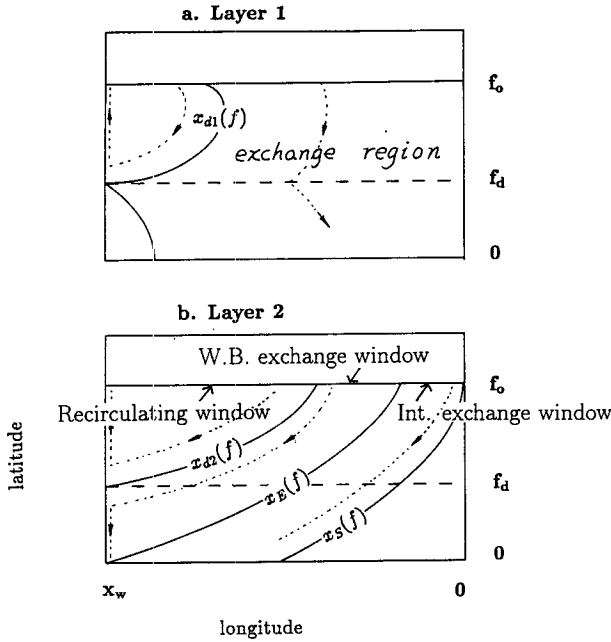 a. Layer 1
f₀
x_d1(f)
exchange region
f_d
0
b. Layer 2
W.B. exchange window
f₀
Recirculating window
Int. exchange window
x_d2(f)
x_E(f)
f_d
x_S(f)
0
latitude
x_w
0
longitude